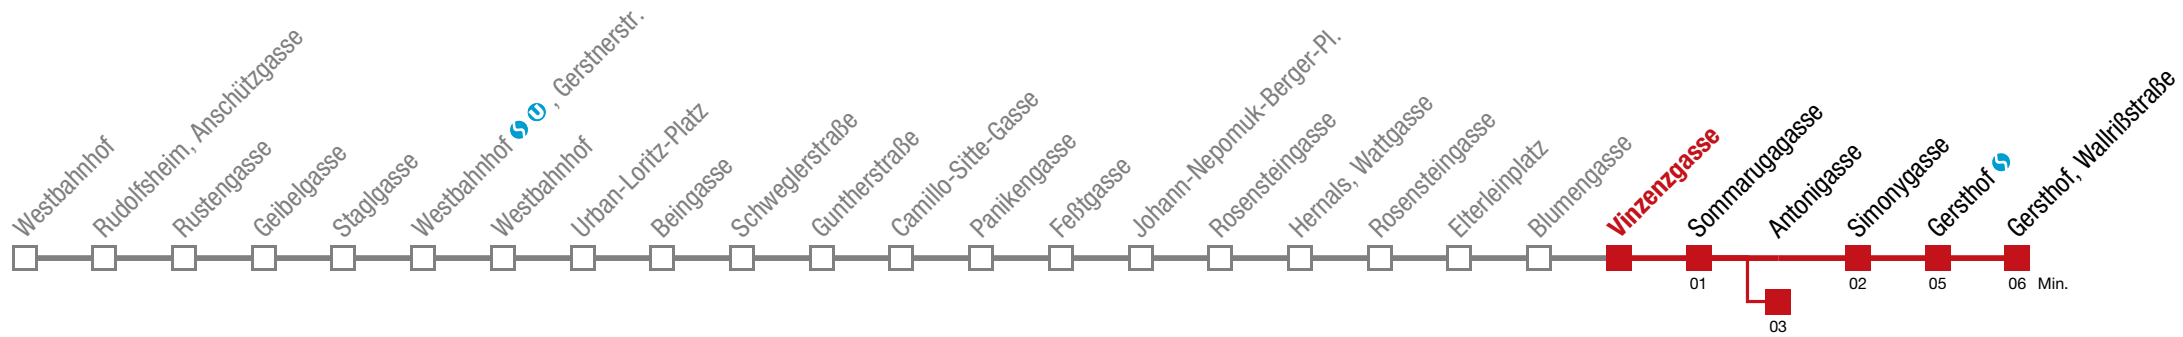 Westbahnhof
Rudolfsheim, Anschützgasse
Rustengasse
Geibelgasse
Staglgasse
Westbahnhof S U , Gerstnerstr.
Westbahnhof
Urban-Loritz-Platz
Beingasse
Schweglerstraße
Guntherstraße
Camillo-Sitte-Gasse
Panikengasse
Feßtgasse
Johann-Nepomuk-Berger-Pl.
Rosensteingasse
Hernals, Wattgasse
Rosensteingasse
Elterleinplatz
Blumengasse
Vinzenzgasse
Sommarugagasse
Antonigasse
Simonygasse
Gersthof S
Gersthof, Wallrißstraße
01 02 05 06 Min.
03